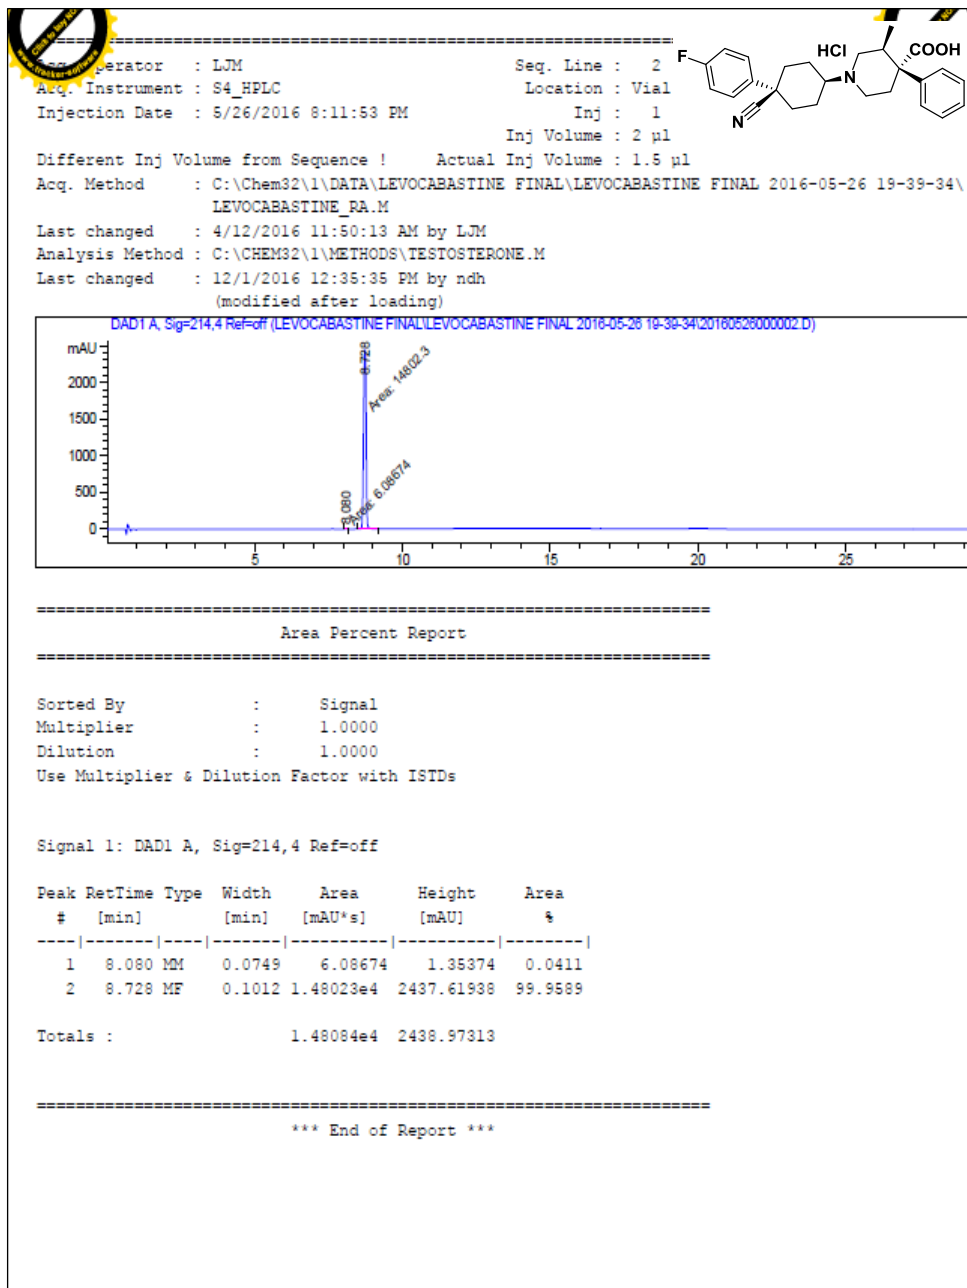 Click to buy NOW!
www.tracker-software
Acq. Operator : LJM Seq. Line : 2
Acq. Instrument : S4_HPLC Location : Vial
Injection Date : 5/26/2016 8:11:53 PM Inj : 1
Inj Volume : 2 µl
Different Inj Volume from Sequence ! Actual Inj Volume : 1.5 µl
Acq. Method : C:\Chem32\1\DATA\LEVOCABASTINE FINAL\LEVOCABASTINE FINAL 2016-05-26 19-39-34\
LEVOCABASTINE_RA.M
Last changed : 4/12/2016 11:50:13 AM by LJM
Analysis Method : C:\CHEM32\1\METHODS\TESTOSTERONE.M
Last changed : 12/1/2016 12:35:35 PM by ndh
(modified after loading)
F
HCl
COOH
N
N
DAD1 A, Sig=214,4 Ref=off (LEVOCABASTINE FINAL\LEVOCABASTINE FINAL 2016-05-26 19-39-34\20160526000002.D)
mAU
2000
1500
1000
500
0
8.728
Area: 14802.3
8.080
Area: 6.08674
5 10 15 20 25
Area Percent Report
Sorted By : Signal
Multiplier : 1.0000
Dilution : 1.0000
Use Multiplier & Dilution Factor with ISTDs
Signal 1: DAD1 A, Sig=214,4 Ref=off
Peak RetTime Type Width Area Height Area
# [min] [min] [mAU*s] [mAU] %
----|-------|----|-------|----------|----------|--------|
1 8.080 MM 0.0749 6.08674 1.35374 0.0411
2 8.728 MF 0.1012 1.48023e4 2437.61938 99.9589
Totals : 1.48084e4 2438.97313
*** End of Report ***